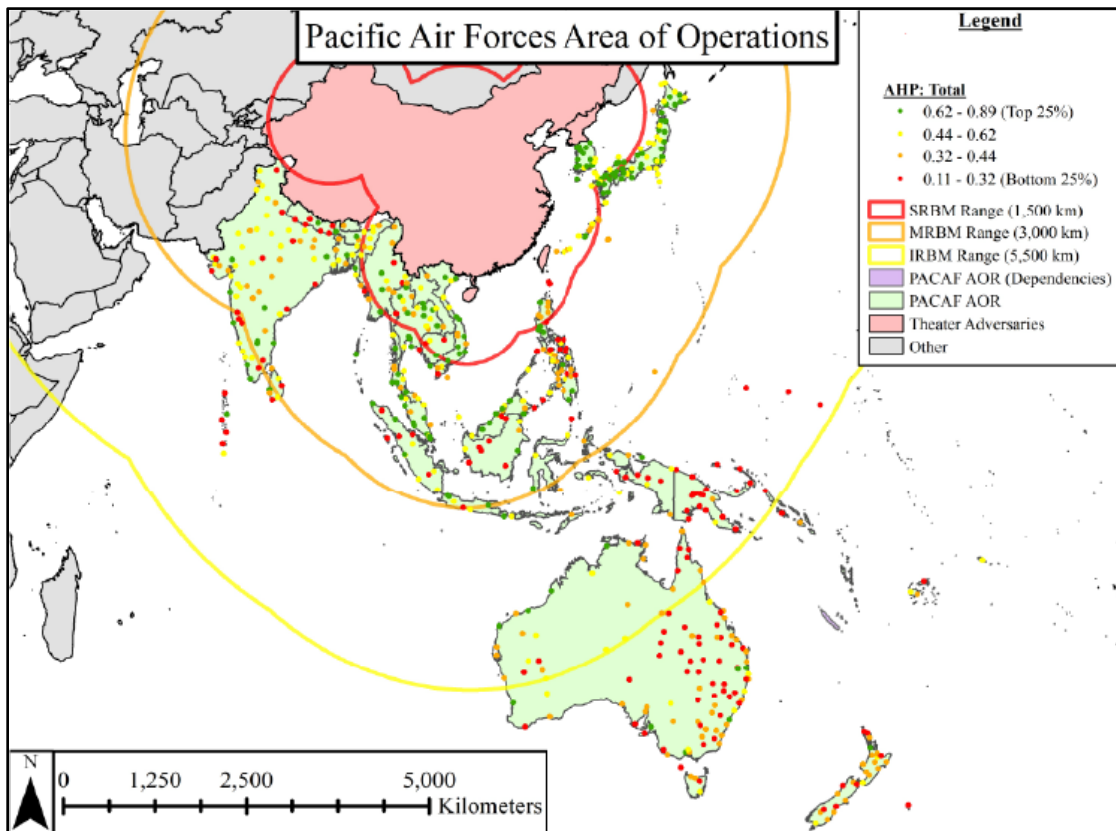 Pacific Air Forces Area of Operations
Legend
AHP: Total
0.62 - 0.89 (Top 25%)
0.44 - 0.62
0.32 - 0.44
0.11 - 0.32 (Bottom 25%)
SRBM Range (1,500 km)
MRBM Range (3,000 km)
IRBM Range (5,500 km)
PACAF AOR (Dependencies)
PACAF AOR
Theater Adversaries
Other
N
0 1,250 2,500 5,000
Kilometers